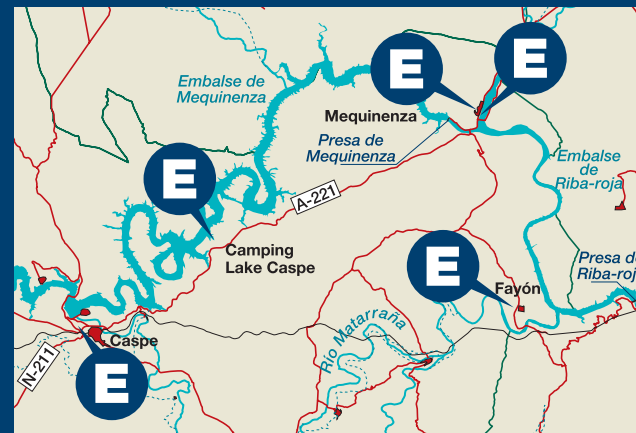 E
E
Embalse de
Mequinenza
Mequinenza
Presa de
Mequinenza
Embalse
de
Riba-roja
E
A-221
Camping
Lake Caspe
E
Fayón
Presa de
Riba-roj
Río Matarraña
Caspe
N-211
E